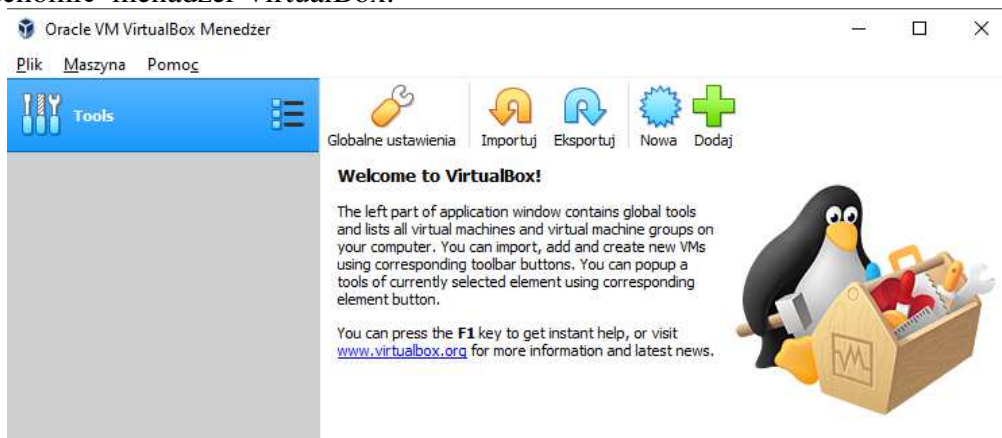 menadżer VirtualBox.
Oracle VM VirtualBox Menedżer
Plik Maszyna Pomoc
Tools
Globalne ustawienia Importuj Eksportuj Nowa Dodaj
Welcome to VirtualBox!
The left part of application window contains global tools
and lists all virtual machines and virtual machine groups on
your computer. You can import, add and create new VMs
using corresponding toolbar buttons. You can popup a
tools of currently selected element using corresponding
element button.
You can press the F1 key to get instant help, or visit
www.virtualbox.org for more information and latest news.